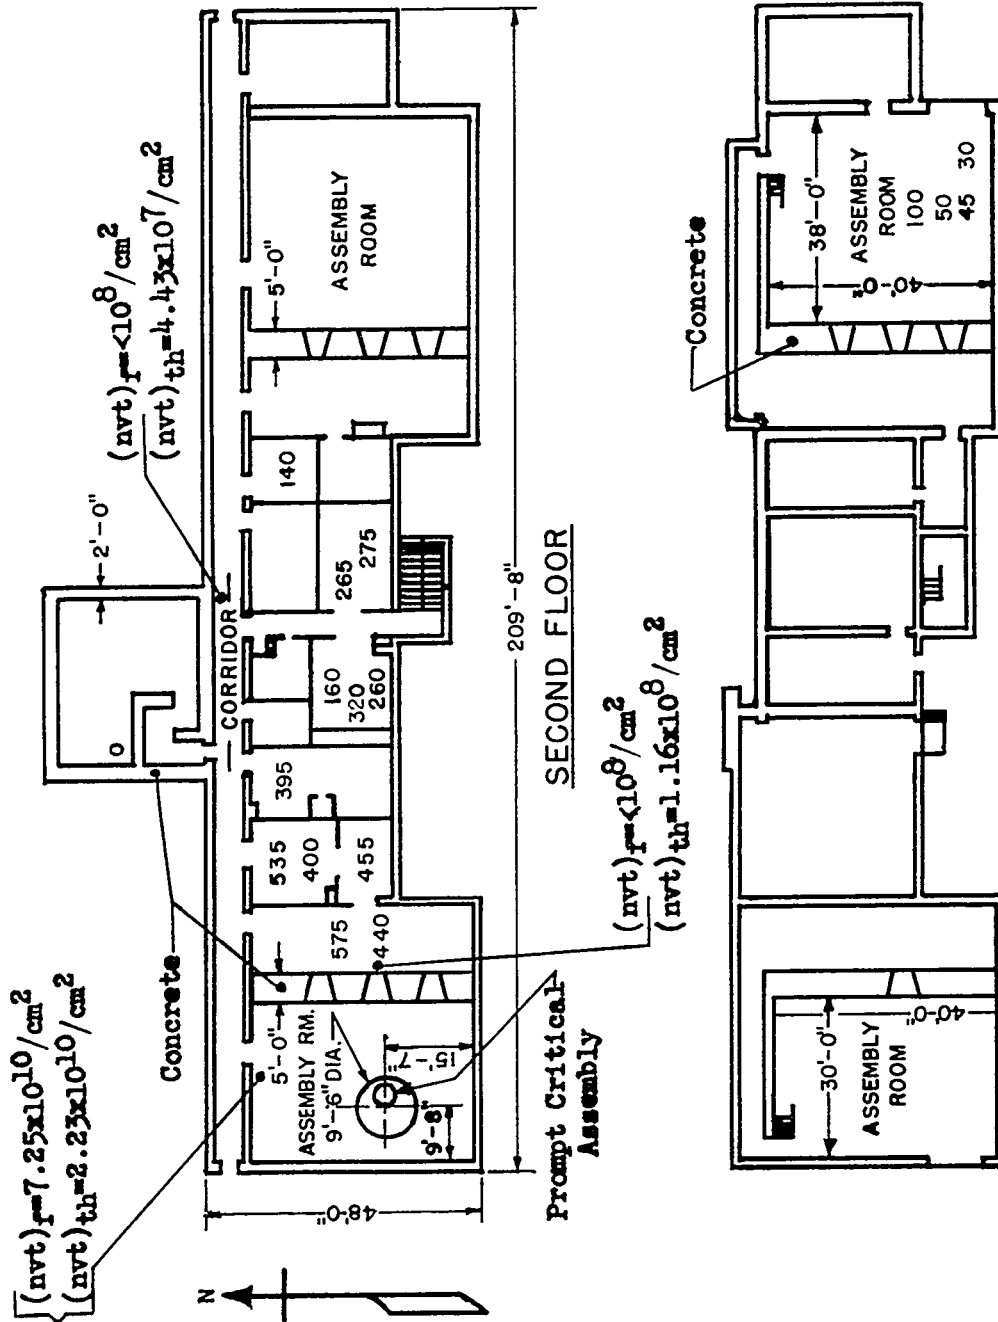 (nvt)f=7.25x10^10/cm^2
(nvt)th=2.23x10^10/cm^2
Concrete
(nvt)f=<10^8/cm^2
(nvt)th=4.43x10^7/cm^2
2'-0"
CORRIDOR
5'-0"
ASSEMBLY
ROOM
140
265
275
160
320
260
395
535
400
455
575
440
5'-0"
ASSEMBLY RM.
9'-6" DIA.
15'-7"
9'-8"
48'-0"
209'-8"
SECOND FLOOR
(nvt)f=<10^8/cm^2
(nvt)th=1.16x10^8/cm^2
Prompt Critical
Assembly
N
Concrete
38'-0"
40'-0"
ASSEMBLY
ROOM
100
50
45
30
30'-0"
40'-0"
ASSEMBLY
ROOM
0